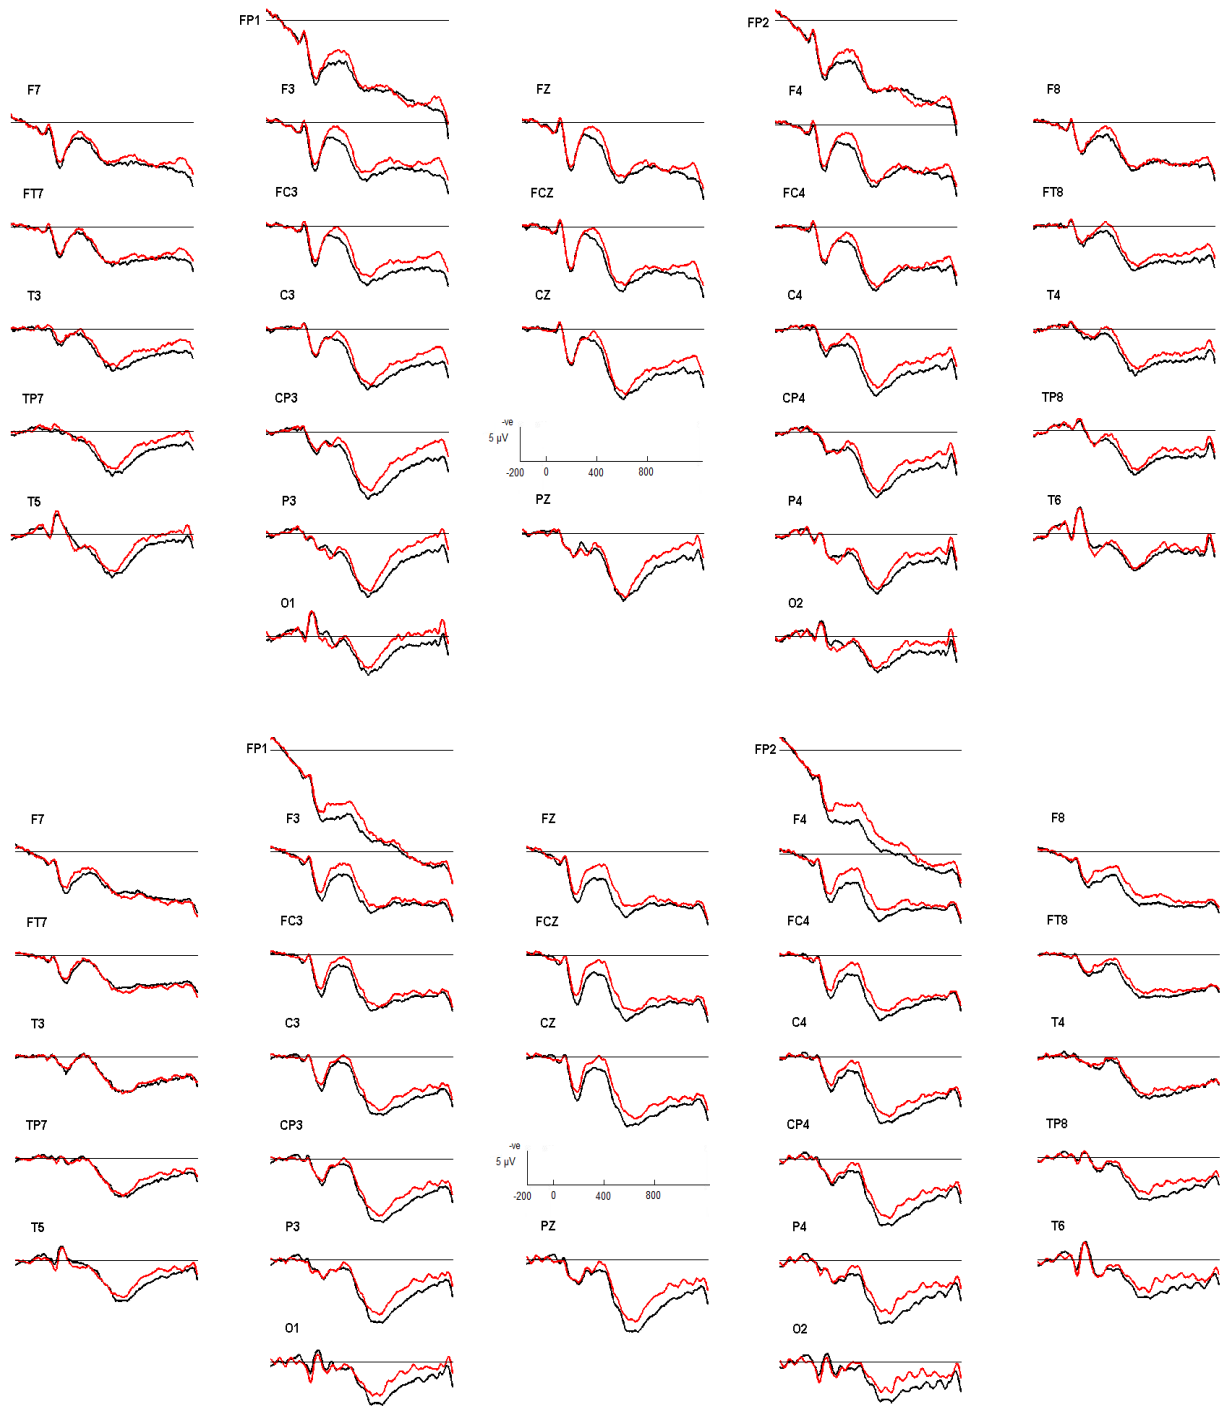 FP1 FP2
F7 F3 FZ F4 F8
FT7 FC3 FCZ FC4 FT8
T3 C3 CZ C4 T4
TP7 CP3 CP4 TP8
-ve
5 µV
-200 0 400 800
T5 P3 PZ P4 T6
O1 O2
FP1 FP2
F7 F3 FZ F4 F8
FT7 FC3 FCZ FC4 FT8
T3 C3 CZ C4 T4
TP7 CP3 CP4 TP8
-ve
5 µV
-200 0 400 800
T5 P3 PZ P4 T6
O1 O2